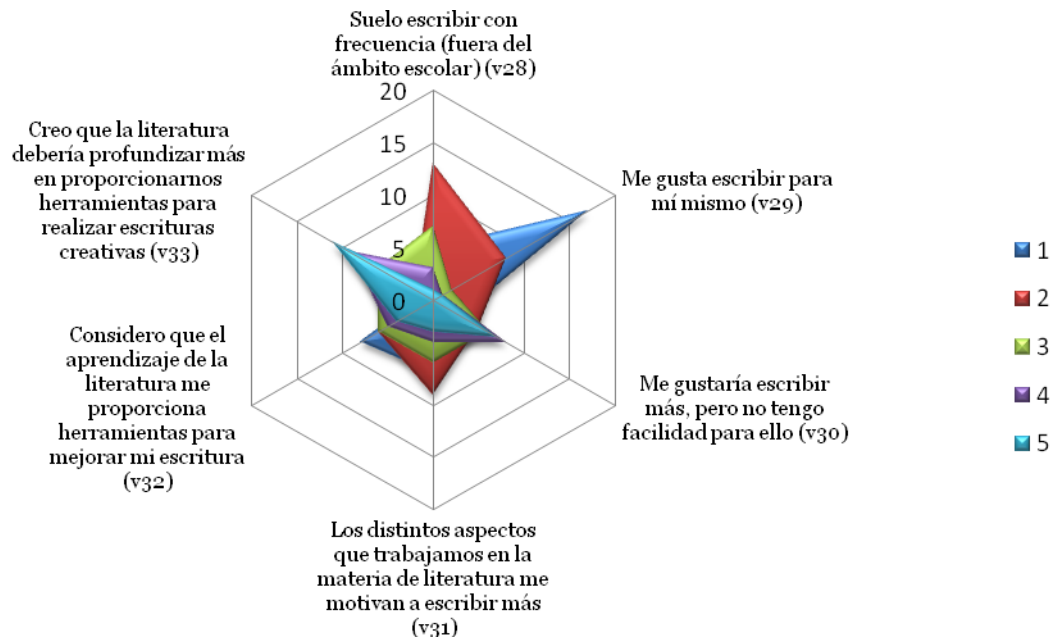 Suelo escribir con
frecuencia (fuera del
ámbito escolar) (v28)
20
15
10
5
0
Me gusta escribir para
mí mismo (v29)
Me gustaría escribir
más, pero no tengo
facilidad para ello (v30)
Los distintos aspectos
que trabajamos en la
materia de literatura me
motivan a escribir más
(v31)
Considero que el
aprendizaje de la
literatura me
proporciona
herramientas para
mejorar mi escritura
(v32)
Creo que la literatura
debería profundizar más
en proporcionarnos
herramientas para
realizar escrituras
creativas (v33)
1
2
3
4
5